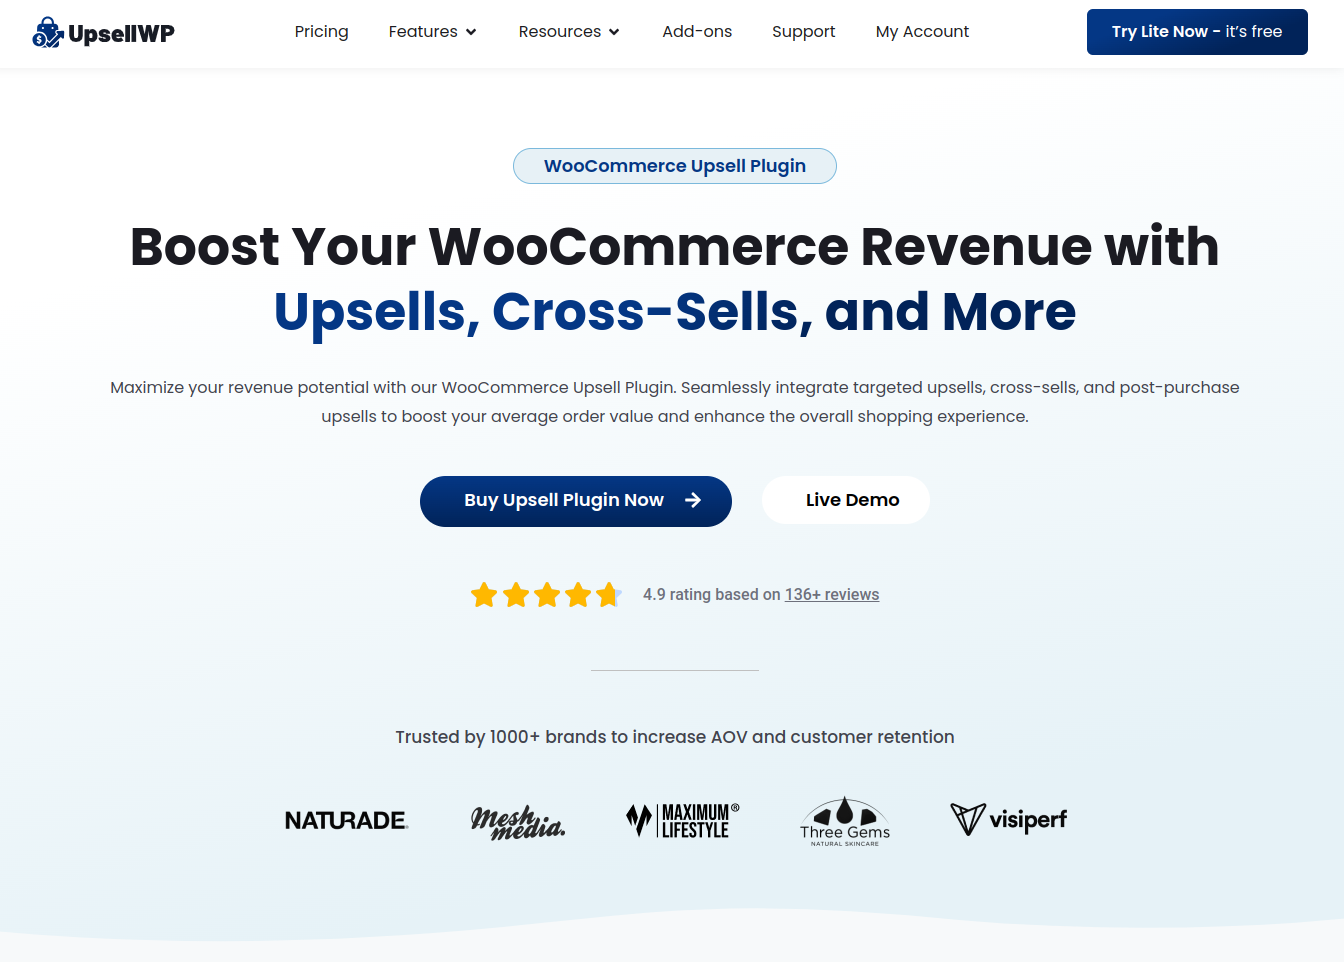 UpsellWP
Pricing
Features
Resources
Add-ons
Support
My Account
Try Lite Now - it’s free
WooCommerce Upsell Plugin
Boost Your WooCommerce Revenue with
Upsells, Cross-Sells, and More
Maximize your revenue potential with our WooCommerce Upsell Plugin. Seamlessly integrate targeted upsells, cross-sells, and post-purchase
upsells to boost your average order value and enhance the overall shopping experience.
Buy Upsell Plugin Now
Live Demo
4.9 rating based on 136+ reviews
Trusted by 1000+ brands to increase AOV and customer retention
NATURADE
Mesh
media.
MAXIMUM®
LIFESTYLE
Three Gems
NATURAL SKINCARE
visiperf